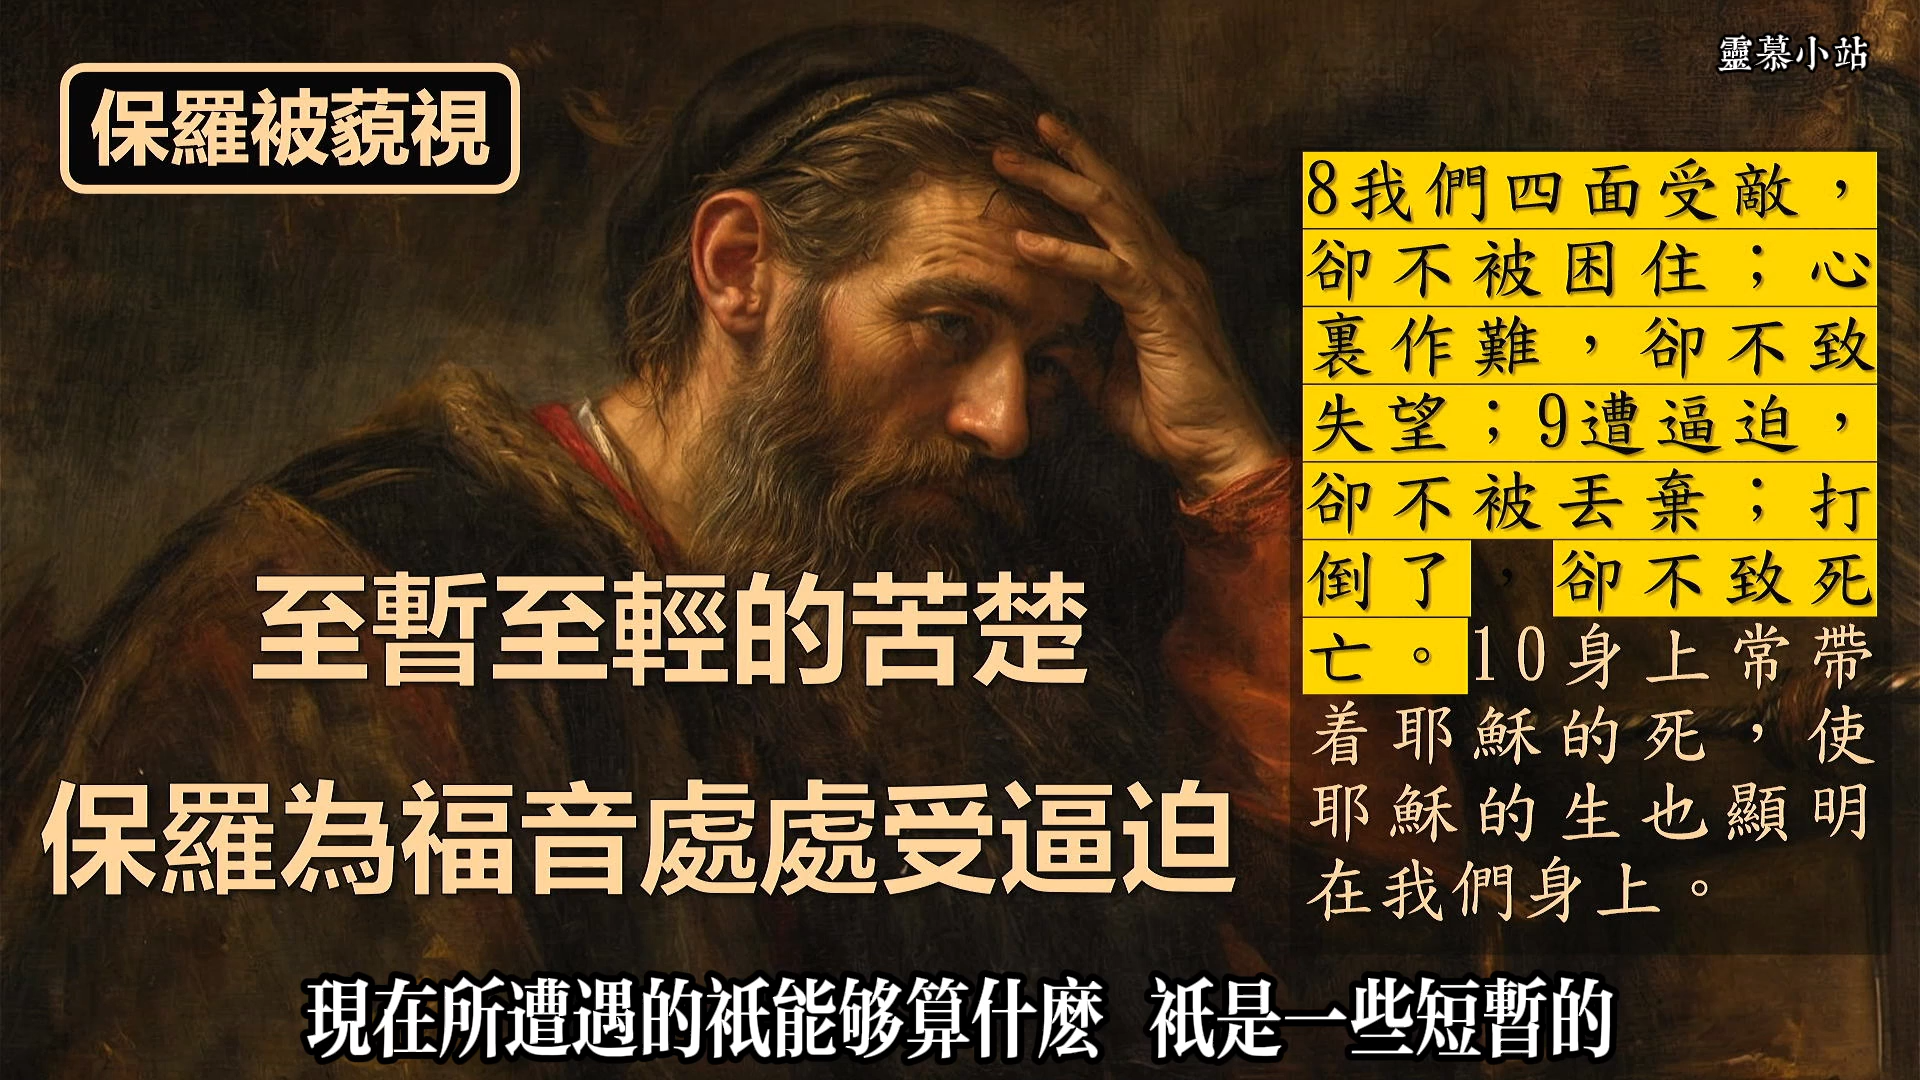 靈慕小站
保羅被藐視
至暫至輕的苦楚
保羅為福音處處受逼迫
8我們四面受敵，
卻不被困住；心
裏作難，卻不致
失望；9遭逼迫，
卻不被丟棄；打
倒了，卻不致死
亡。10身上常帶
着耶穌的死，使
耶穌的生也顯明
在我們身上。
現在所遭遇的衹能够算什麽 衹是一些短暫的